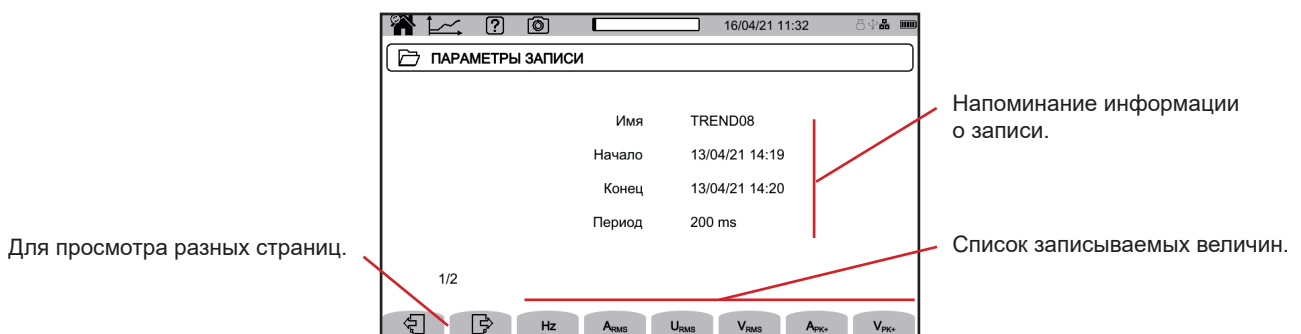 16/04/21 11:32
ПАРАМЕТРЫ ЗАПИСИ
Имя TREND08
Начало 13/04/21 14:19
Конец 13/04/21 14:20
Период 200 ms
Напоминание информации
о записи.
Для просмотра разных страниц.
Список записываемых величин.
1/2
Hz ARMS URMS VRMS APK+ VPK+